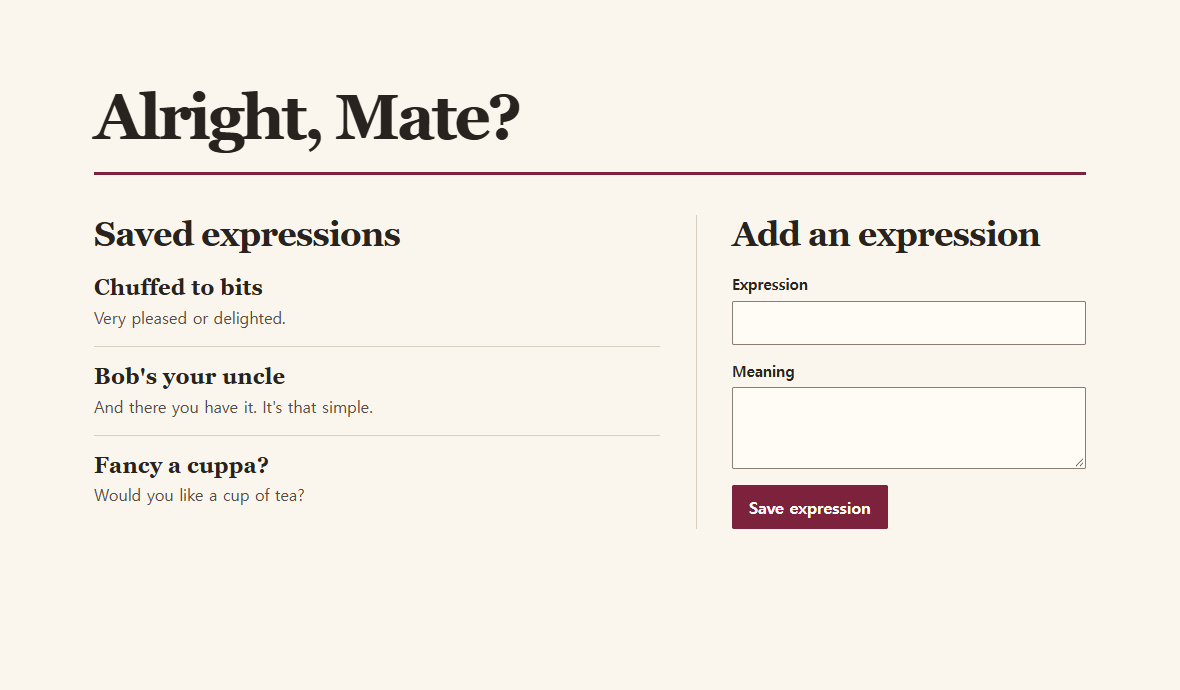 Alright, Mate?
Saved expressions
Chuffed to bits
Very pleased or delighted.
Bob's your uncle
And there you have it. It's that simple.
Fancy a cuppa?
Would you like a cup of tea?
Add an expression
Expression
Meaning
Save expression